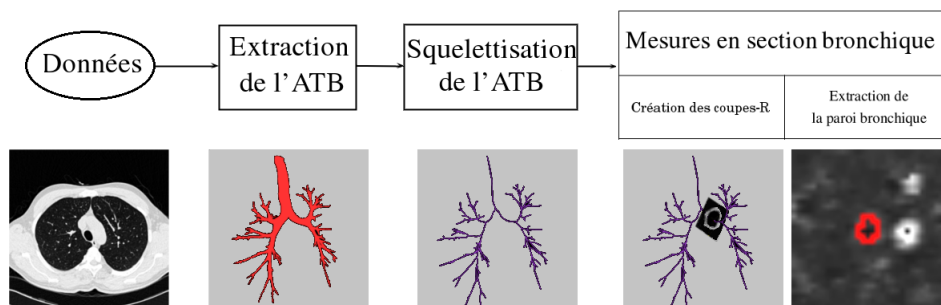 Données
Extraction
de l'ATB
Squelettisation
de l'ATB
Mesures en section bronchique
Création des coupes-R
Extraction de
la paroi bronchique